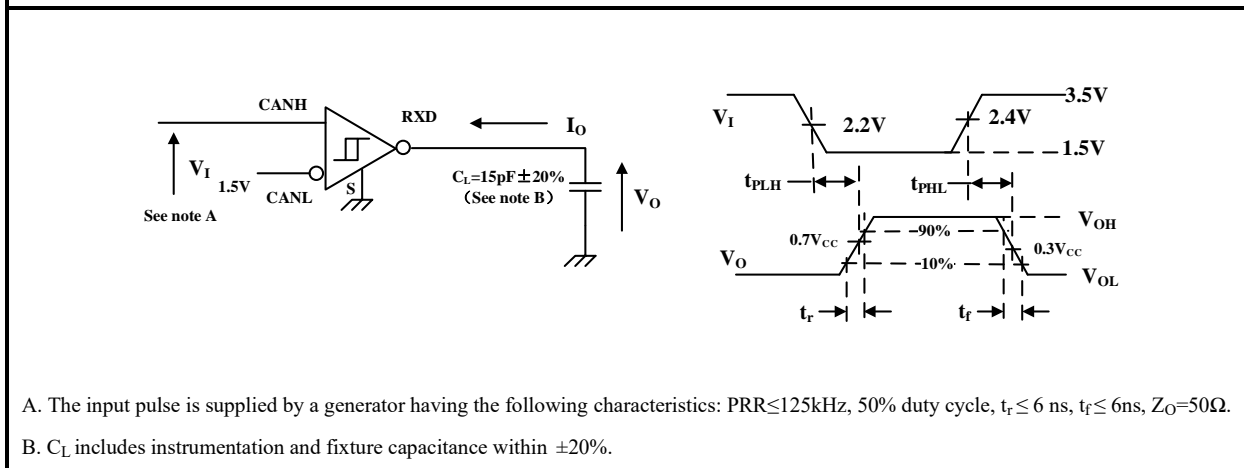 CANH
RXD
I_O
V_I
1.5V
CANL
S
C_L=15pF±20%
（See note B）
V_O
See note A
V_I
3.5V
2.2V
2.4V
1.5V
t_PLH
t_PHL
V_OH
0.7V_CC
90%
0.3V_CC
V_O
10%
V_OL
t_r
t_f
A. The input pulse is supplied by a generator having the following characteristics: PRR≤125kHz, 50% duty cycle, t_r ≤ 6 ns, t_f ≤ 6ns, Z_O=50Ω.
B. C_L includes instrumentation and fixture capacitance within ±20%.